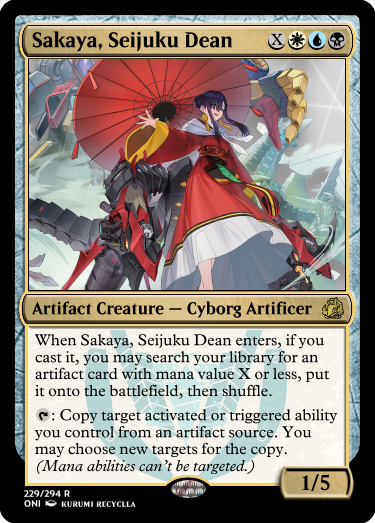 Sakaya, Seijuku Dean X
Artifact Creature — Cyborg Artificer
When Sakaya, Seijuku Dean enters, if you
cast it, you may search your library for an
artifact card with mana value X or less, put
it onto the battlefield, then shuffle.
: Copy target activated or triggered ability
you control from an artifact source. You
may choose new targets for the copy.
(Mana abilities can't be targeted.)
1/5
229/294 R
ONI KURUMI RECYCLLA